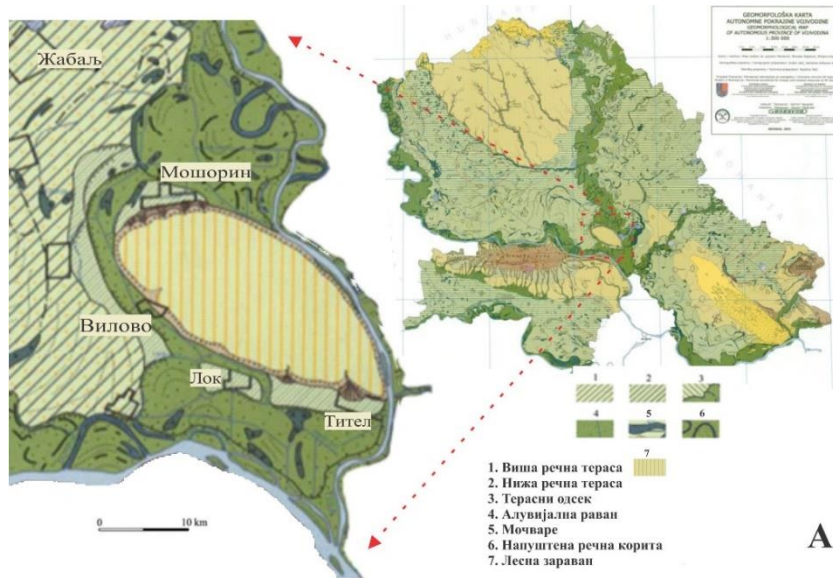 Жабаљ
Мошорин
Вилово
Лок
Тител
0 10 km
GEOMORFOLOŠKA KARTA
AUTONOMNE POKRAJINE VOJVODINE
GEOMORPHOLOGICAL MAP
OF AUTONOMOUS PROVINCE OF VOJVODINA
1 2 3
4 5 6
7
1. Виша речна тераса
2. Нижа речна тераса
3. Терасни одсек
4. Алувијална раван
5. Мочваре
6. Напуштена речна корита
7. Лесна зараван
А